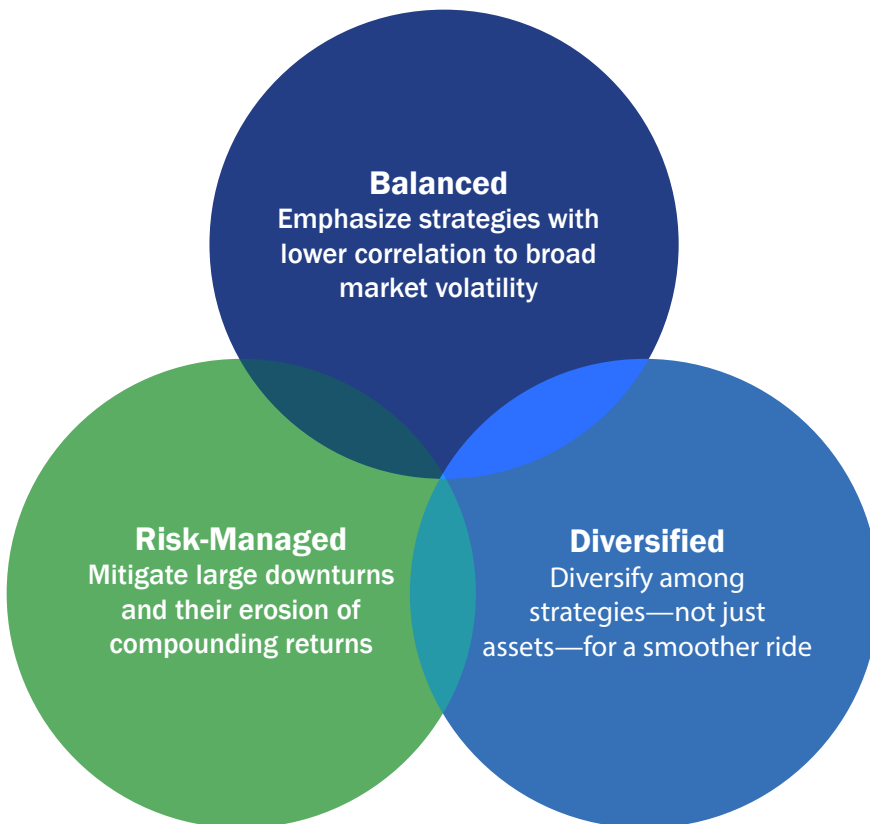 Balanced
Emphasize strategies with
lower correlation to broad
market volatility
Risk-Managed
Mitigate large downturns
and their erosion of
compounding returns
Diversified
Diversify among
strategies—not just
assets—for a smoother ride